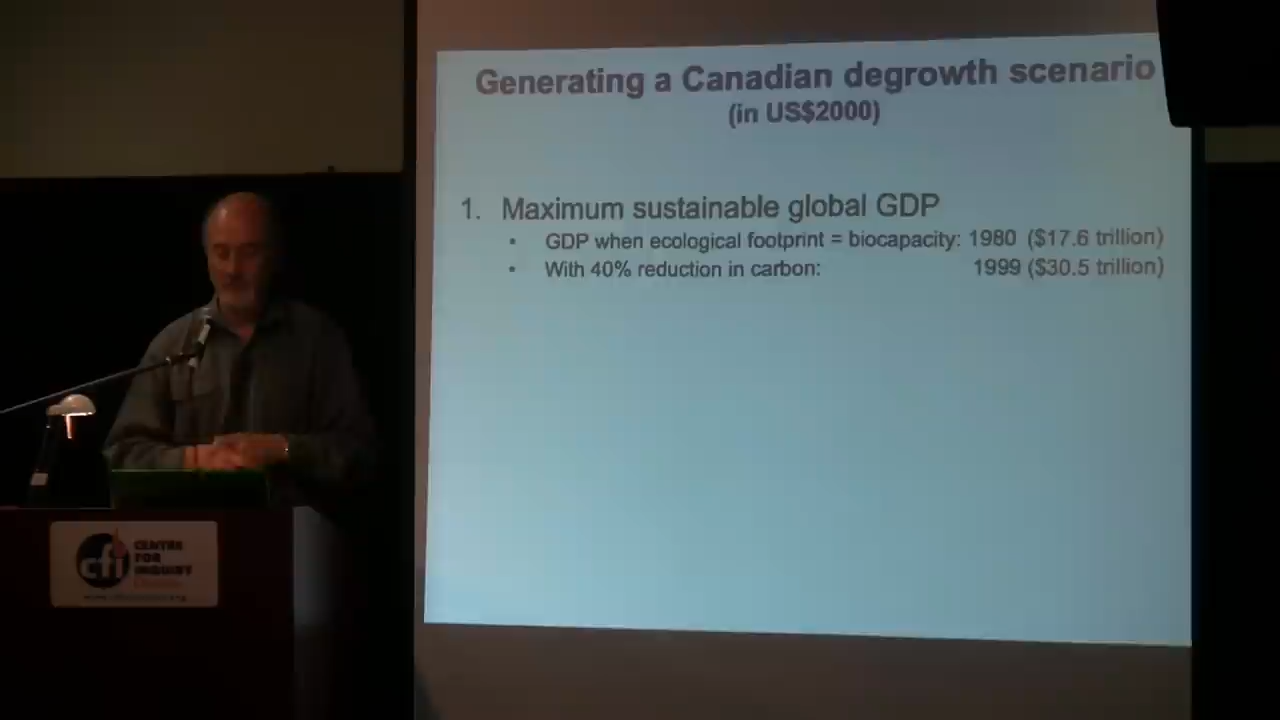 Generating a Canadian degrowth scenario
(in US$2000)
1. Maximum sustainable global GDP
• GDP when ecological footprint = biocapacity: 1980 ($17.6 trillion)
• With 40% reduction in carbon: 1999 ($30.5 trillion)
cfi
CENTRE
FOR
INQUIRY